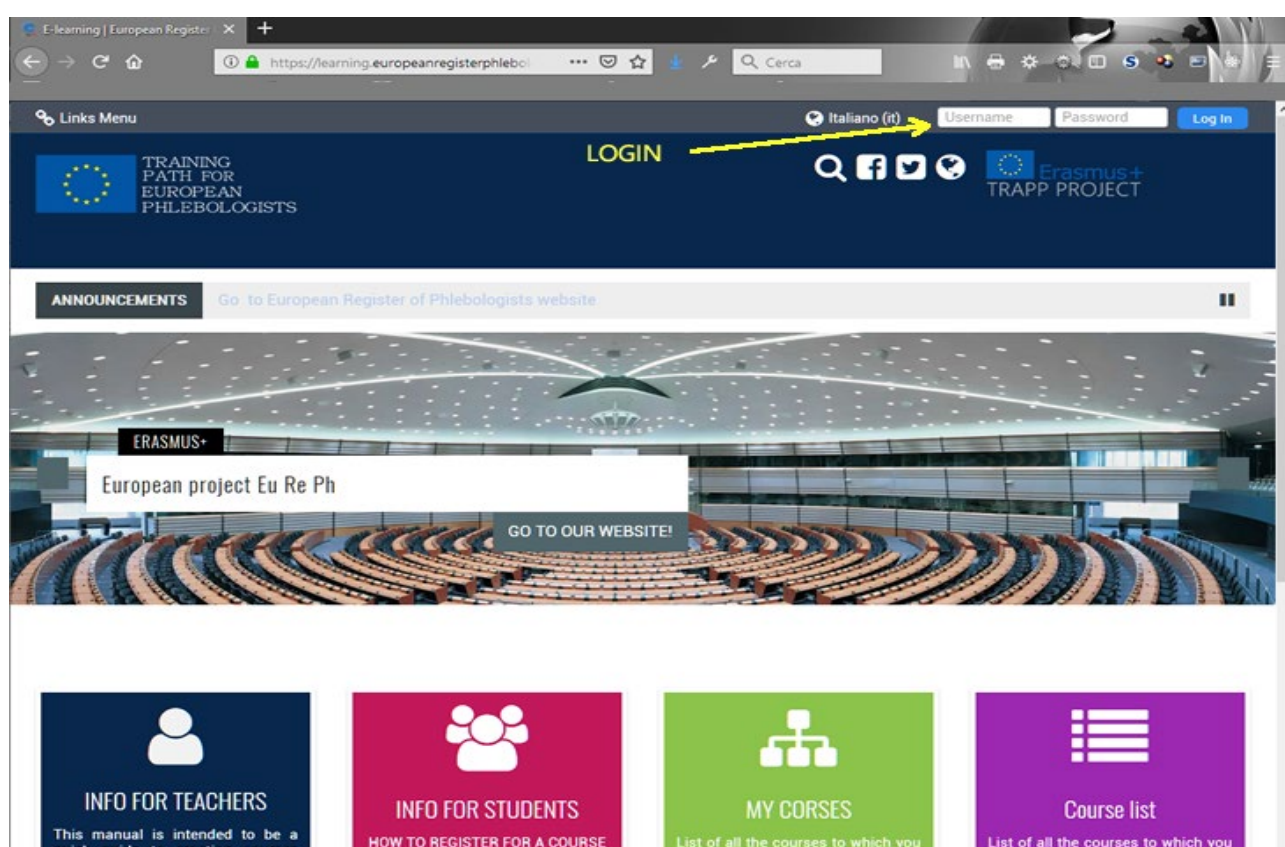 E-learning | European Register
https://learning.europeanregisterphlebol
Cerca
Links Menu
Italiano (it)
Username
Password
Log In
LOGIN
TRAINING
PATH FOR
EUROPEAN
PHLEBOLOGISTS
Erasmus+
TRAPP PROJECT
ANNOUNCEMENTS
Go to European Register of Phlebologists website
ERASMUS+
European project Eu Re Ph
GO TO OUR WEBSITE!
INFO FOR TEACHERS
This manual is intended to be a
INFO FOR STUDENTS
HOW TO REGISTER FOR A COURSE
MY CORSES
List of all the courses to which you
Course list
List of all the courses to which you